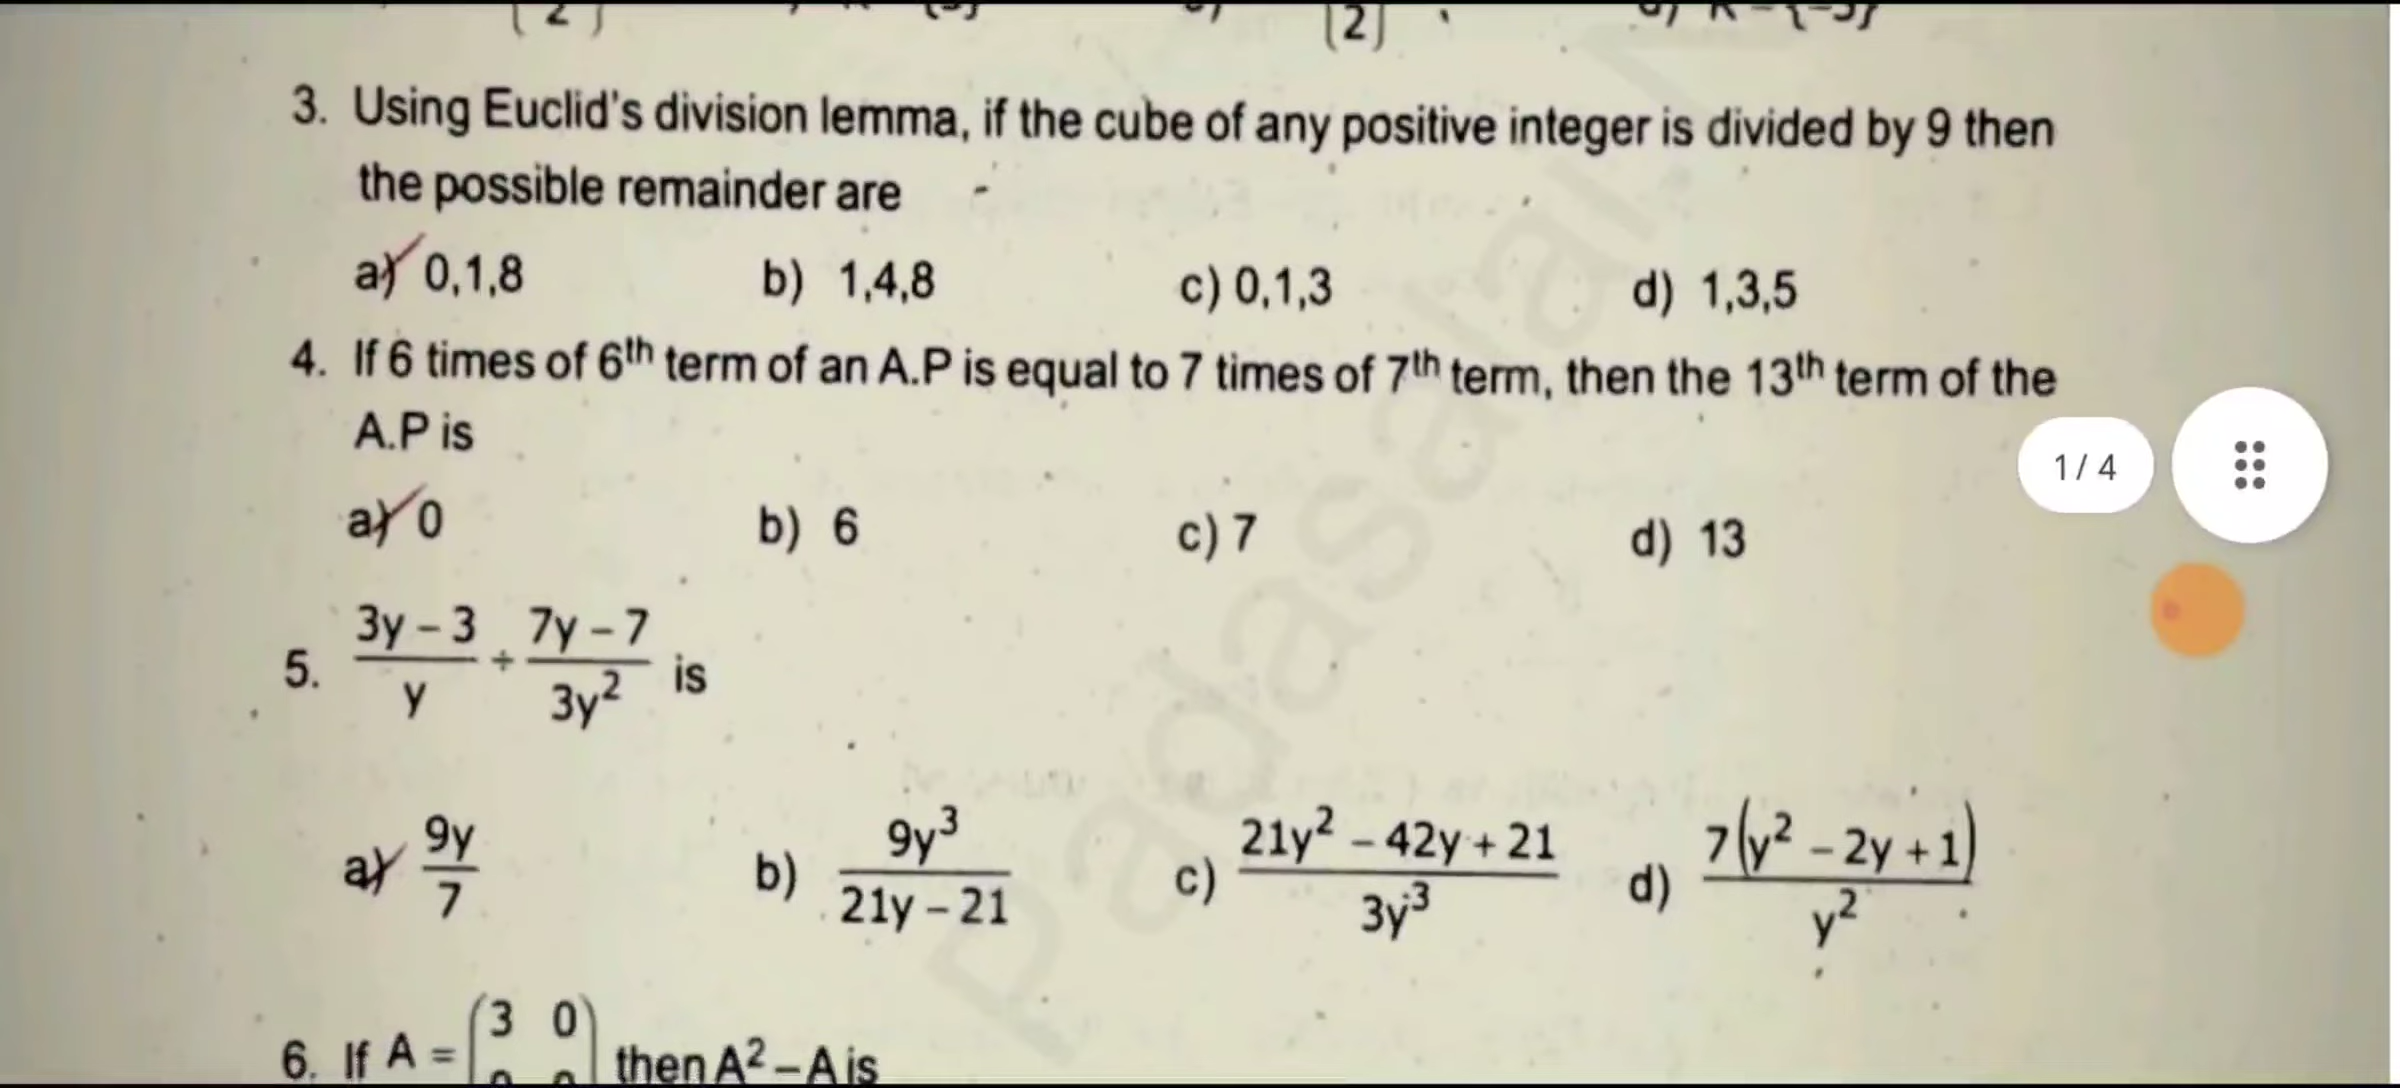 3. Using Euclid's division lemma, if the cube of any positive integer is divided by 9 then
the possible remainder are
a) 0,1,8 b) 1,4,8 c) 0,1,3 d) 1,3,5
4. If 6 times of 6th term of an A.P is equal to 7 times of 7th term, then the 13th term of the
A.P is
a) 0 b) 6 c) 7 d) 13
1 / 4
5. (3y – 3)/y ÷ (7y – 7)/3y² is
a) 9y/7 b) 9y³/(21y – 21) c) (21y² – 42y + 21)/3y³ d) 7(y² – 2y + 1)/y²
6. If A = (3 0) then A² – A is
Padasalai